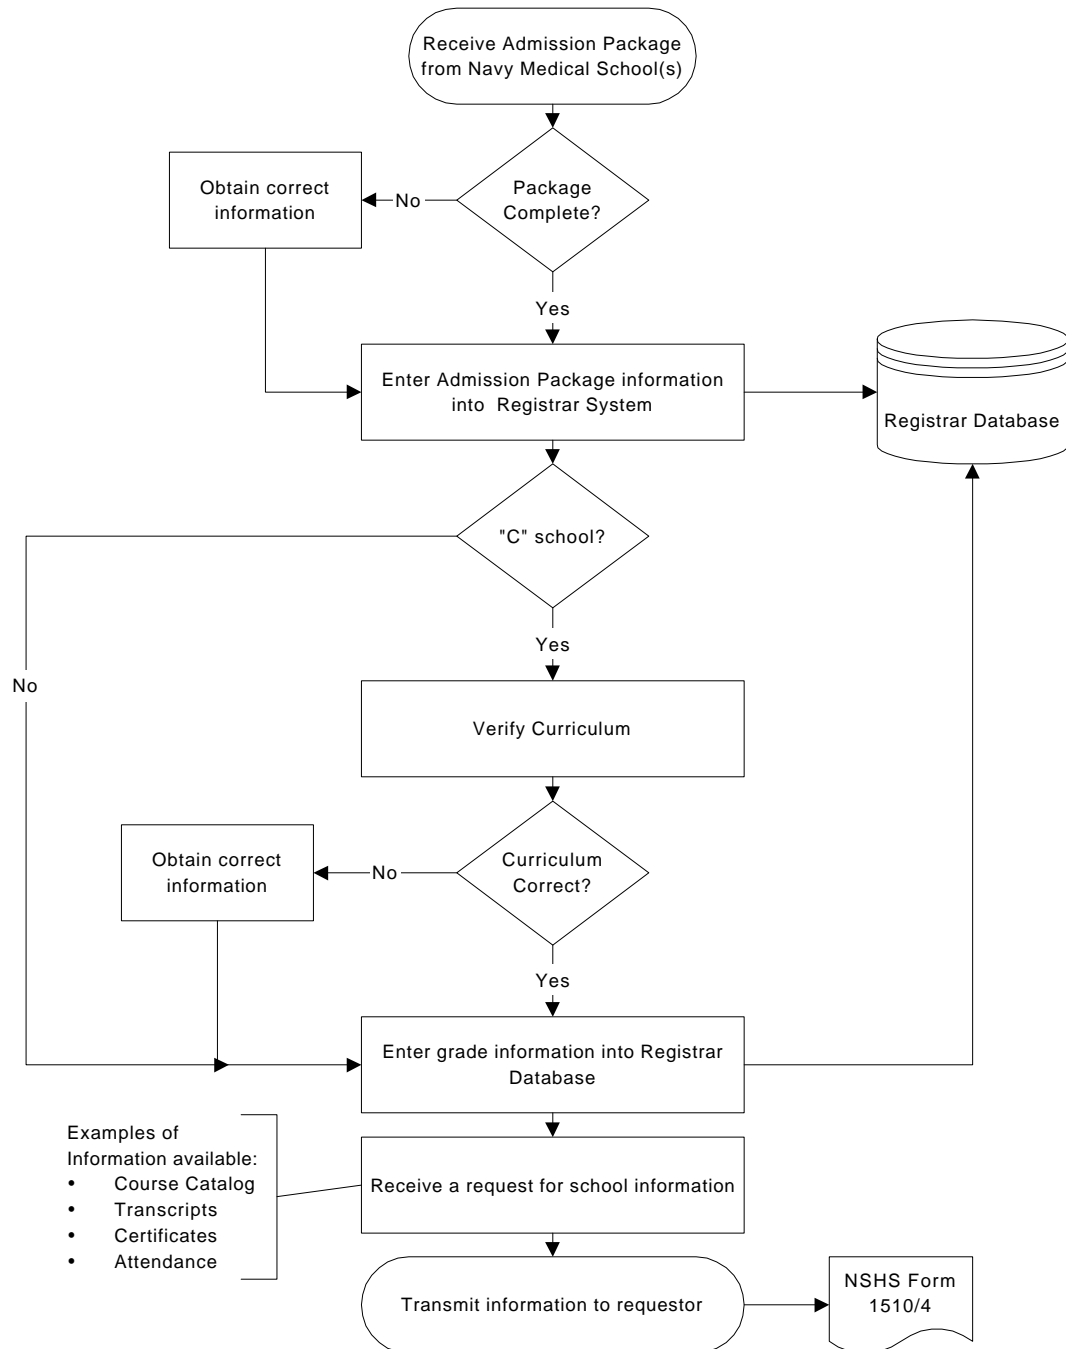 Receive Admission Package
from Navy Medical School(s)
Package
Complete?
No
Obtain correct
information
Yes
Enter Admission Package information
into  Registrar System
Registrar Database
"C" school?
No
Yes
Verify Curriculum
Curriculum
Correct?
No
Obtain correct
information
Yes
Enter grade information into Registrar
Database
Examples of
Information available:
• Course Catalog
• Transcripts
• Certificates
• Attendance
Receive a request for school information
Transmit information to requestor
NSHS Form
1510/4